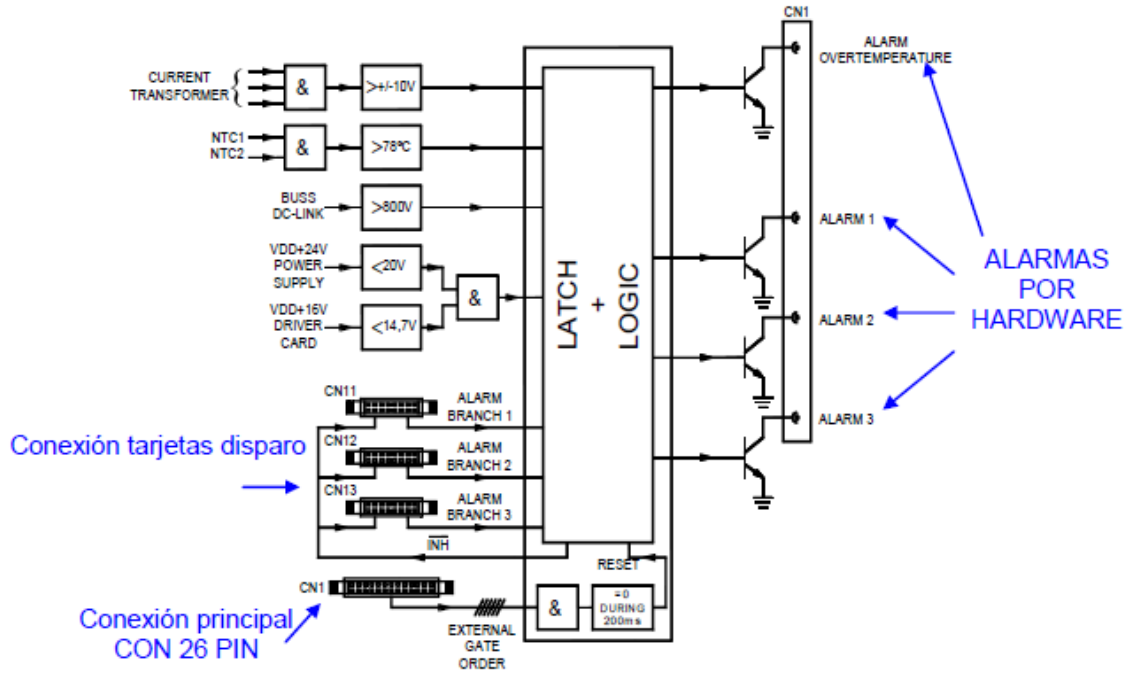 CN1
ALARM
OVERTEMPERATURE
CURRENT
TRANSFORMER
&
>+/-10V
NTC1
NTC2
&
>78ºC
BUSS
DC-LINK
>800V
VDD+24V
POWER
SUPPLY
<20V
&
VDD+16V
DRIVER
CARD
<14,7V
LATCH
+
LOGIC
ALARM 1
ALARM 2
ALARM 3
ALARMAS
POR
HARDWARE
CN11
ALARM
BRANCH 1
Conexión tarjetas disparo
CN12
ALARM
BRANCH 2
CN13
ALARM
BRANCH 3
INH
RESET
CN1
&
=0
DURING
200ms
EXTERNAL
GATE
ORDER
Conexión principal
CON 26 PIN